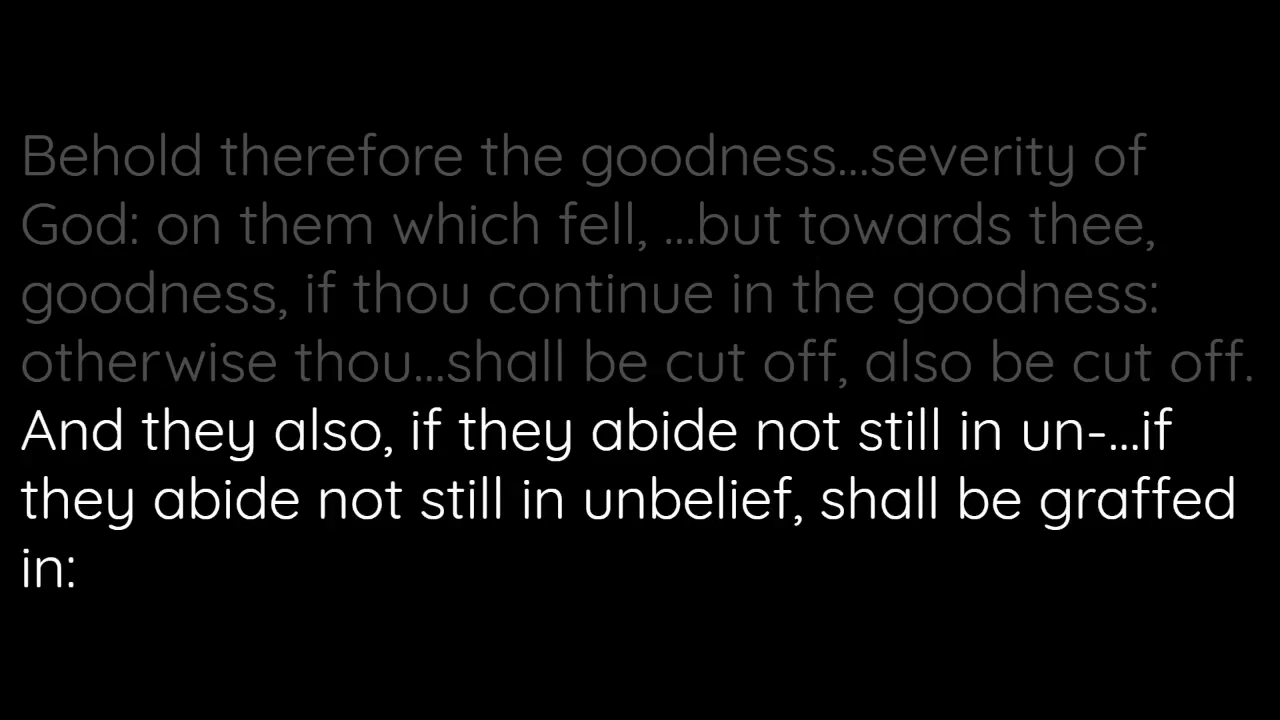 Behold therefore the goodness...severity of
God: on them which fell, ...but towards thee,
goodness, if thou continue in the goodness:
otherwise thou...shall be cut off, also be cut off.
And they also, if they abide not still in un-...if
they abide not still in unbelief, shall be graffed
in: